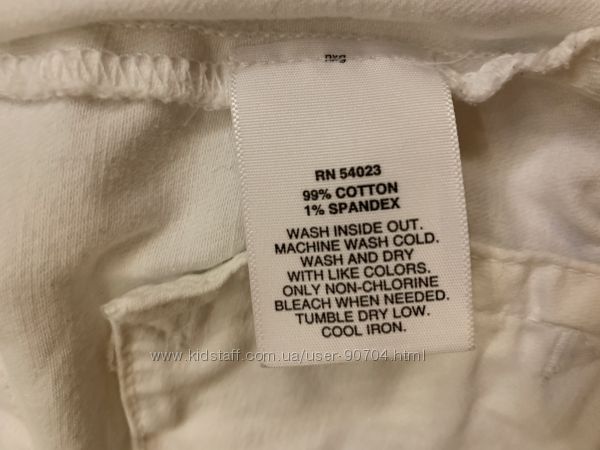 RN 54023
99% COTTON
1% SPANDEX
WASH INSIDE OUT.
MACHINE WASH COLD.
WASH AND DRY
WITH LIKE COLORS.
ONLY NON-CHLORINE
BLEACH WHEN NEEDED.
TUMBLE DRY LOW.
COOL IRON.
www.kidstaff.com.ua/user-90704.html